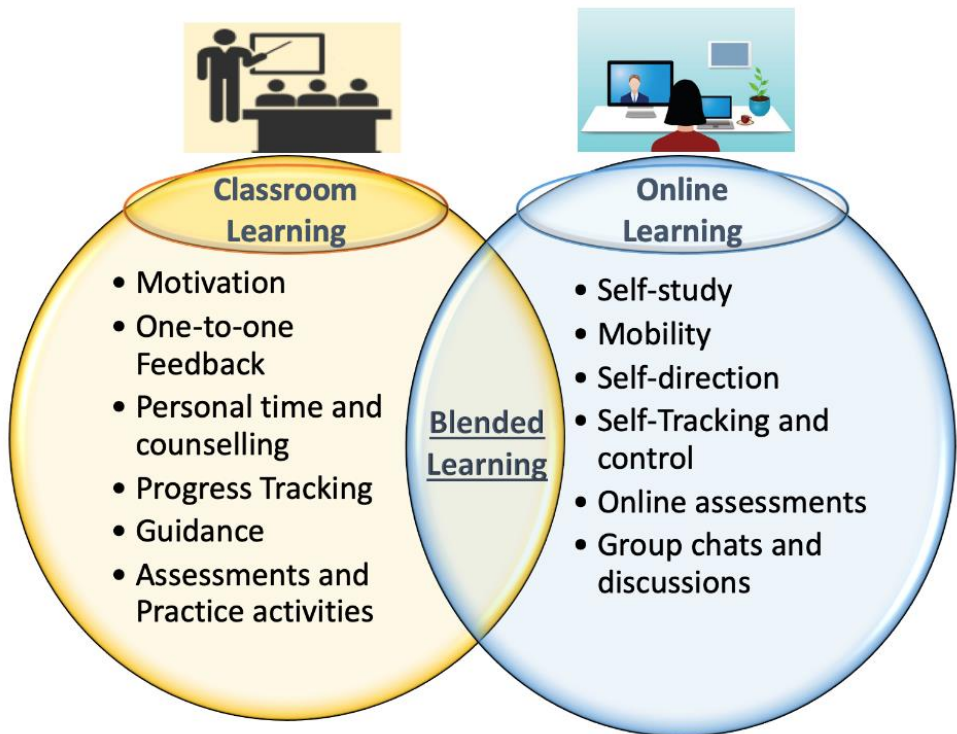 Classroom
Learning
• Motivation
• One-to-one
Feedback
• Personal time and
counselling
• Progress Tracking
• Guidance
• Assessments and
Practice activities
Blended
Learning
Online
Learning
• Self-study
• Mobility
• Self-direction
• Self-Tracking and
control
• Online assessments
• Group chats and
discussions